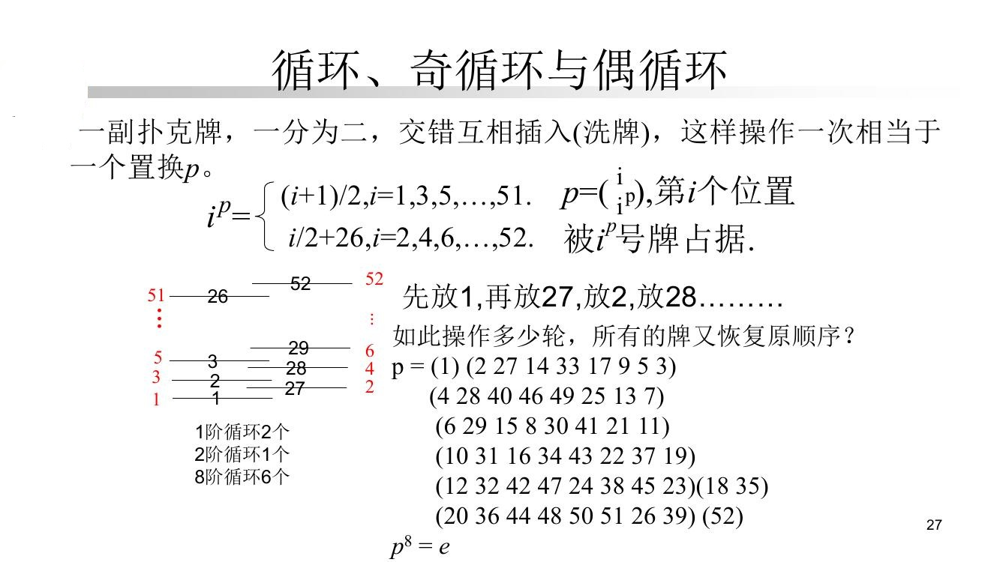 循环、奇循环与偶循环
一副扑克牌，一分为二，交错互相插入(洗牌)，这样操作一次相当于
一个置换p。
i^p= (i+1)/2,i=1,3,5,…,51.
i/2+26,i=2,4,6,…,52.
p=( i i^p ),第i个位置
被i^p号牌占据.
52 52
51 26
⋮ ⋮
29 6
5 3 28 4
3 2 27 2
1 1
1阶循环2个
2阶循环1个
8阶循环6个
先放1,再放27,放2,放28………
如此操作多少轮，所有的牌又恢复原顺序？
p = (1) (2 27 14 33 17 9 5 3)
(4 28 40 46 49 25 13 7)
(6 29 15 8 30 41 21 11)
(10 31 16 34 43 22 37 19)
(12 32 42 47 24 38 45 23)(18 35)
(20 36 44 48 50 51 26 39) (52)
p^8 = e
27